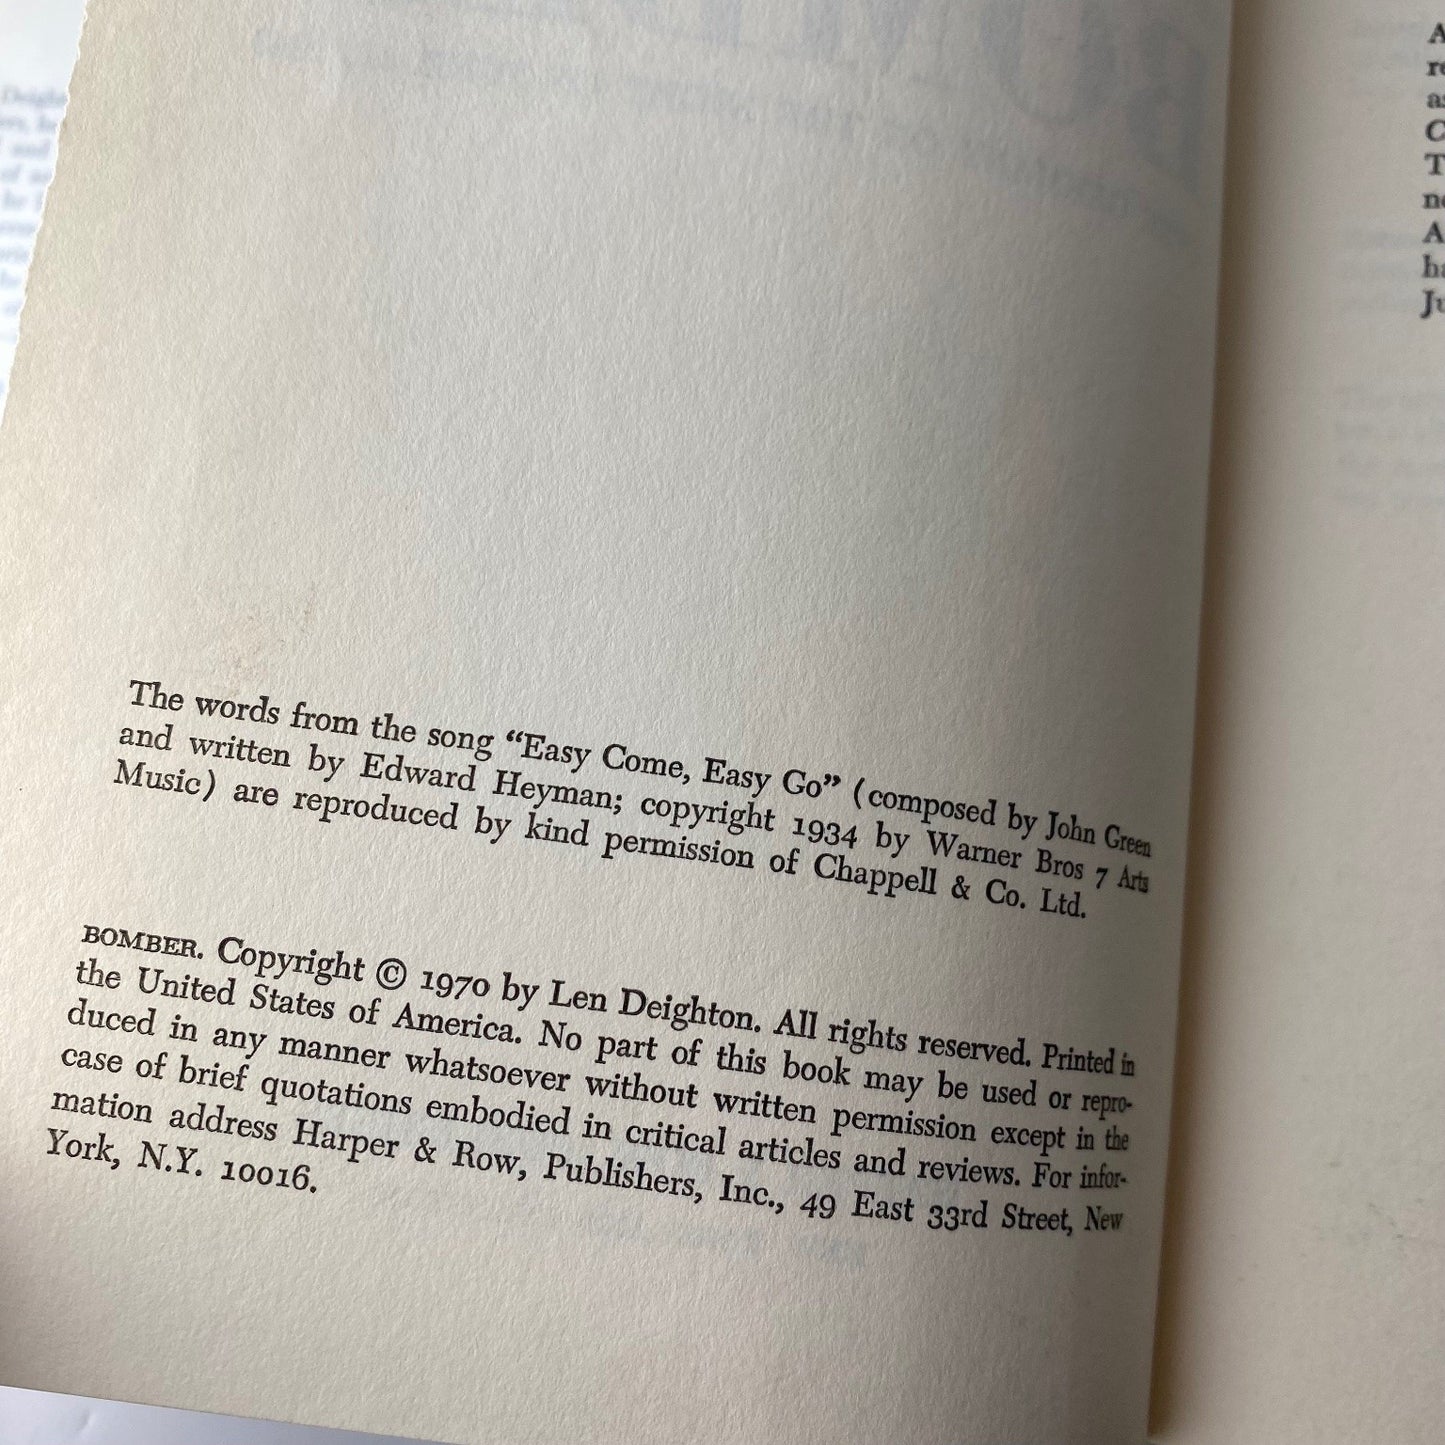 The words from the song “Easy Come, Easy Go” (composed by John Green
and written by Edward Heyman; copyright 1934 by Warner Bros 7 Arts
Music) are reproduced by kind permission of Chappell & Co. Ltd.
BOMBER. Copyright © 1970 by Len Deighton. All rights reserved. Printed in
the United States of America. No part of this book may be used or repro-
duced in any manner whatsoever without written permission except in the
case of brief quotations embodied in critical articles and reviews. For infor-
mation address Harper & Row, Publishers, Inc., 49 East 33rd Street, New
York, N.Y. 10016.